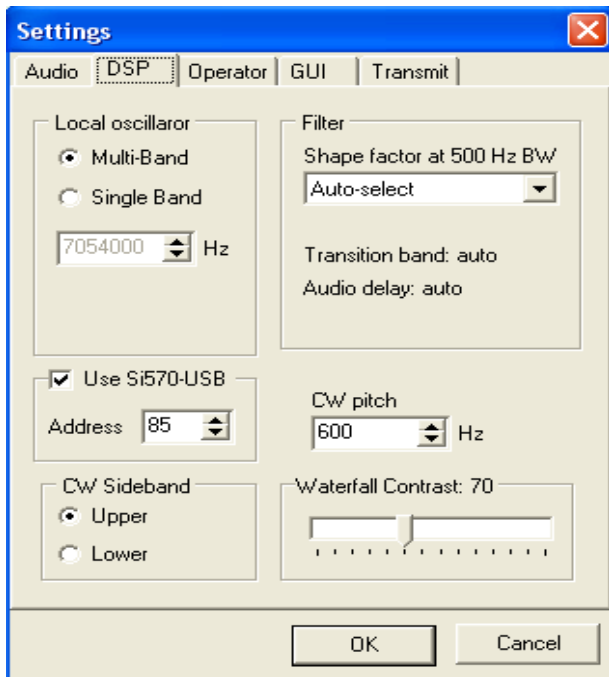 Settings
Audio DSP Operator GUI Transmit
Local oscillaror
Multi-Band
Single Band
7054000 Hz
Filter
Shape factor at 500 Hz BW
Auto-select
Transition band: auto
Audio delay: auto
Use Si570-USB
Address 85
CW pitch
600 Hz
CW Sideband
Upper
Lower
Waterfall Contrast: 70
OK Cancel